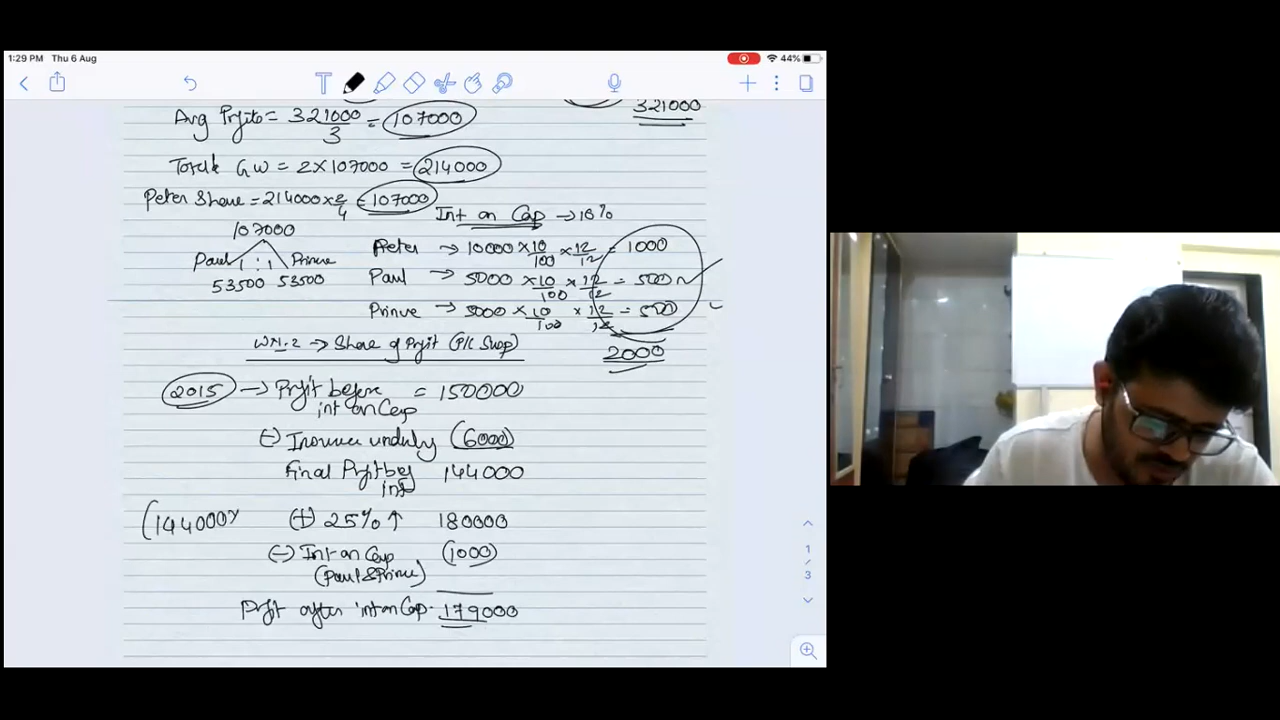 1:29 PM Thu 6 Aug
44%
321000
Avg Profits = 321000/3 = 107000
Total GW = 2 × 107000 = 214000
Peter Share = 214000 × 2/4 = 107000
Int on Cap → 10%
107000
Peter → 10000 × 10/100 × 12/12 = 1000
Paul Prince
1 : 1
53500 53500
Paul → 5000 × 10/100 × 12/12 = 500
Prince → 5000 × 10/100 × 12/12 = 500
2000
WN.2 → Share of Profit (P/L Susp)
2015 → Profit before int on Cap = 150000
(-) Insurance (6000)
Final Profit bef int 144000
(144000×
(+) 25% ↑ 180000
(-) Int on Cap (1000)
(Paul & Prince)
Profit after int on Cap. 179000
1
/
3